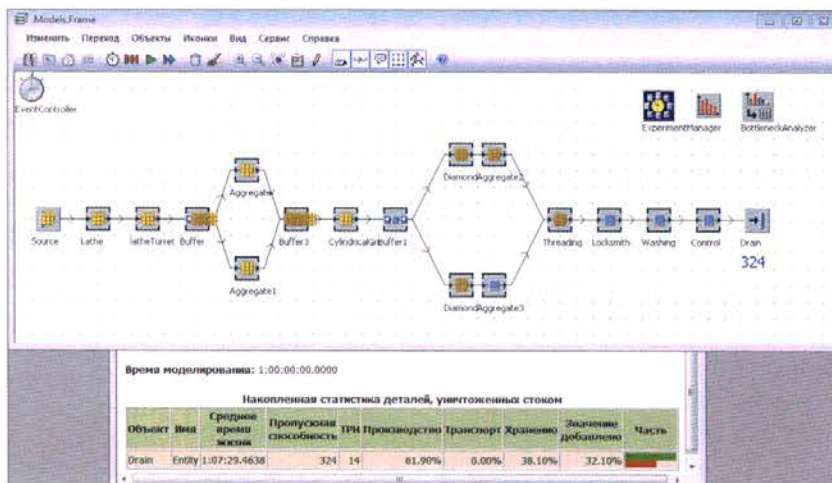 .Models.Frame
Изменить Переход Объекты Иконки Вид Сервис Справка
EventController
ExperimentManager BottleneckAnalyzer
DiamondAggregate2
Aggregate
Source Lathe latheTurret Buffer Buffer3 CylindricalGri Buffer1 Threading Locksmith Washing Control Drain
324
Aggregate1
DiamondAggregate3
Время моделирования: 1:00:00:00.0000
Накопленная статистика деталей, уничтоженных стоком
Объект Имя Среднее время жизни Пропускная способность TPH Производство Транспорт Хранение Значение добавлено Часть
Drain Entity 1:07:29.4638 324 14 61.90% 0.00% 38.10% 32.10%